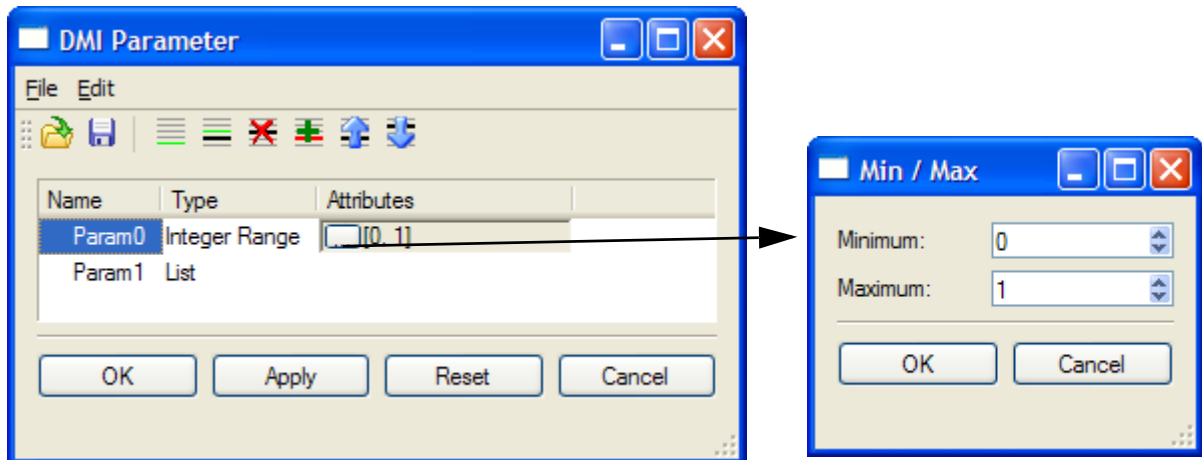 DMI Parameter
File Edit
Name Type Attributes
Param0 Integer Range ... [0, 1]
Param1 List
OK Apply Reset Cancel
Min / Max
Minimum: 0
Maximum: 1
OK Cancel